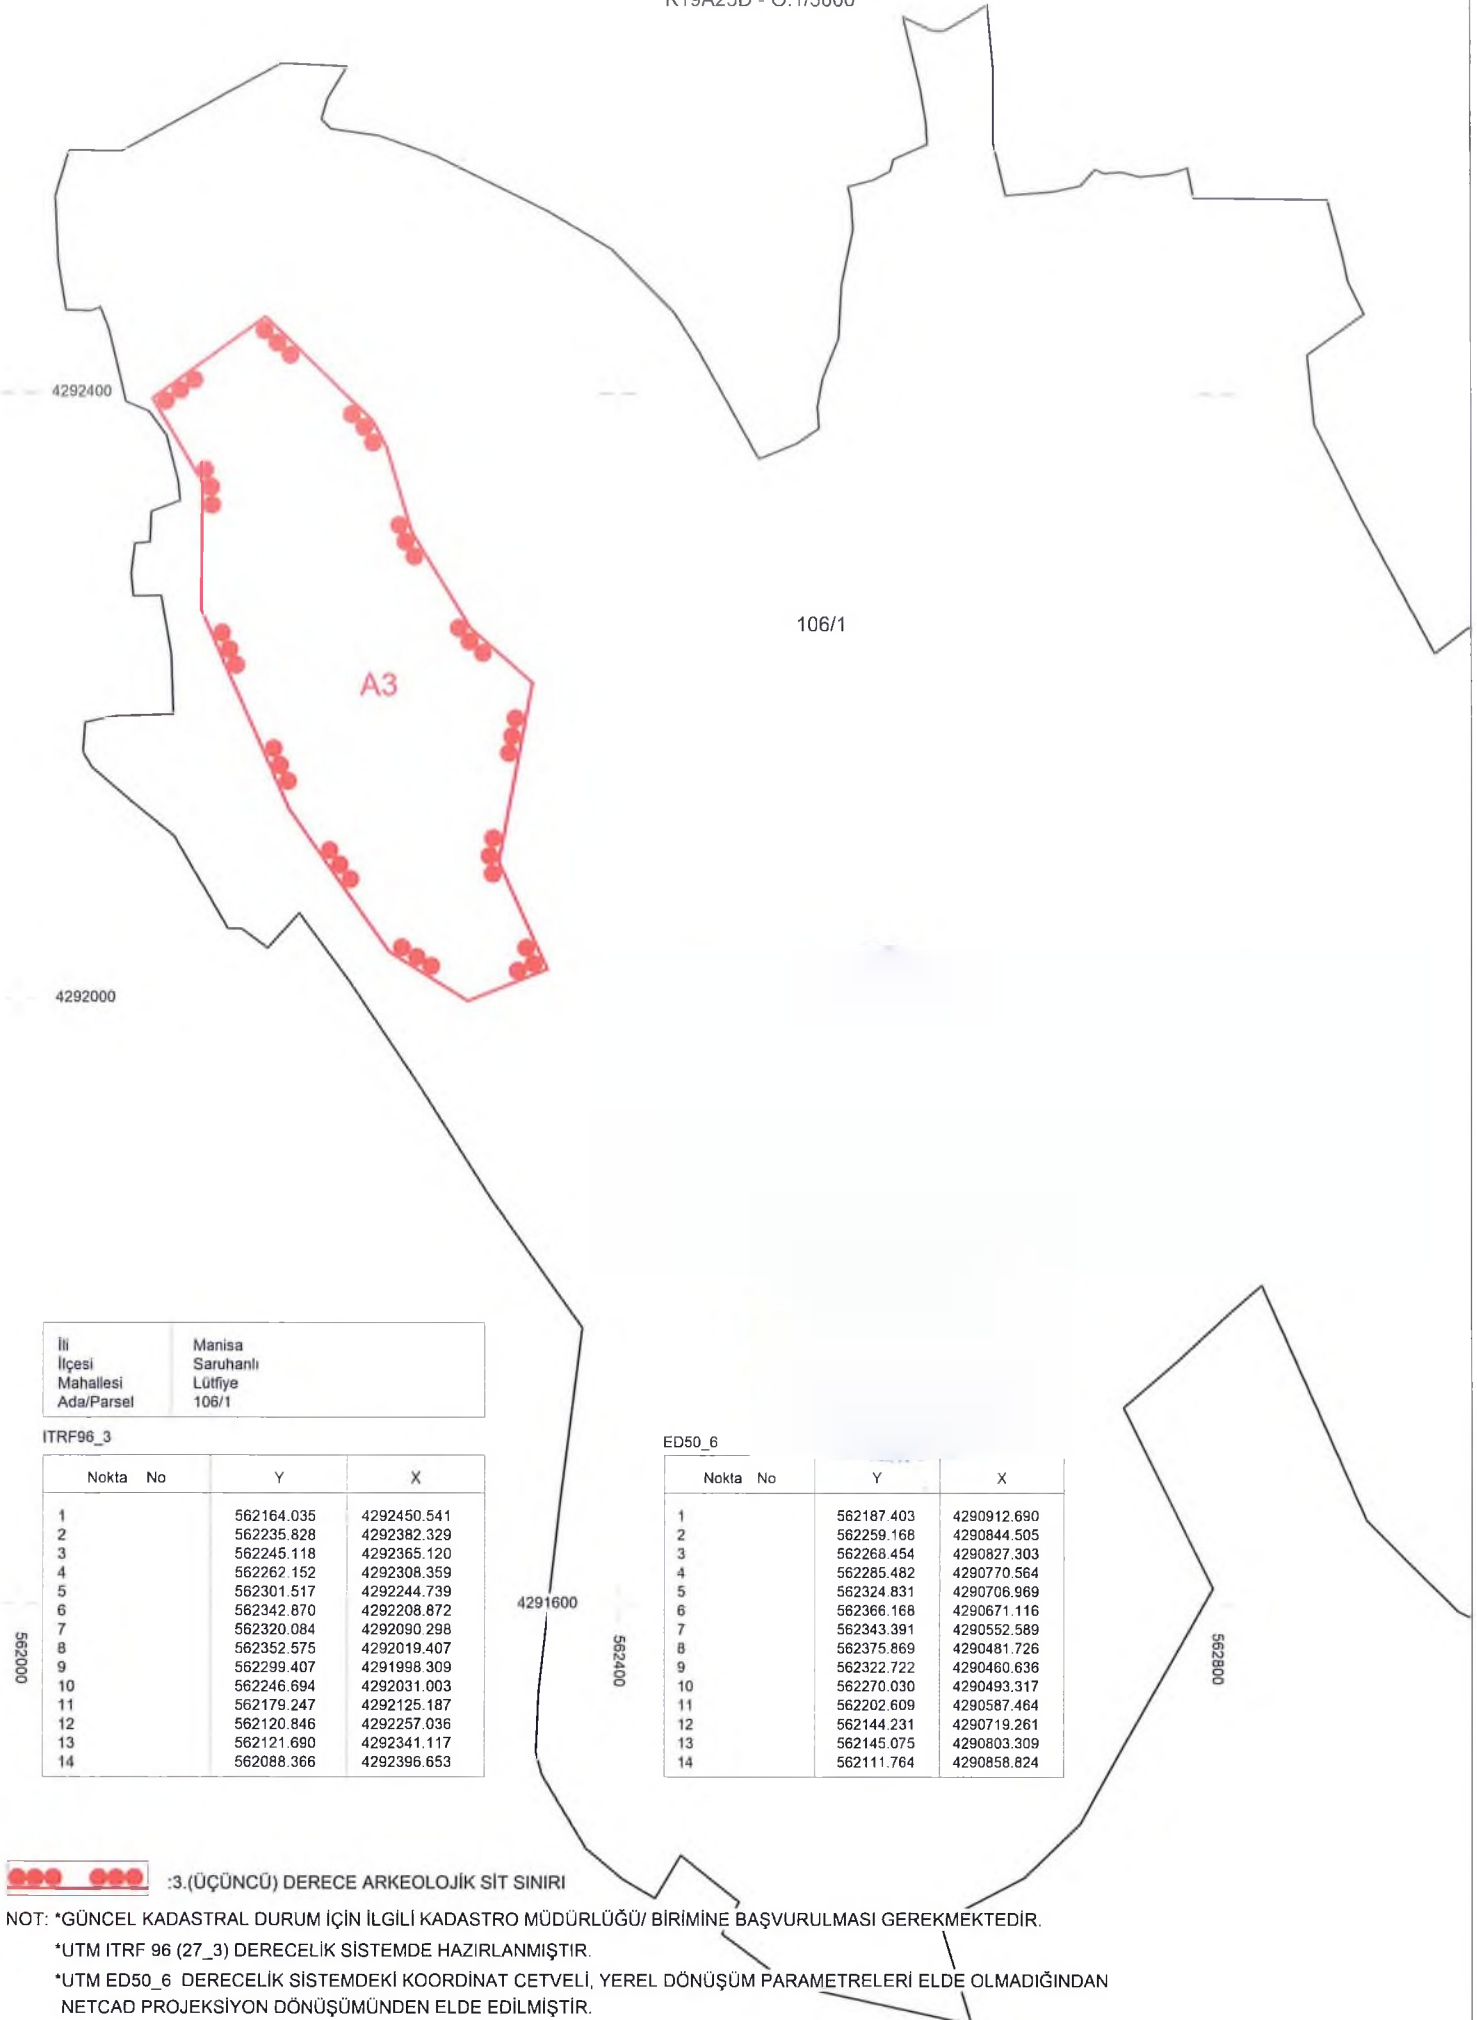 4292400
106/1
A3
4292000
İli Manisa
İlçesi Saruhanlı
Mahallesi Lütfiye
Ada/Parsel 106/1
ITRF96_3
Nokta No Y X
1 562164.035 4292450.541
2 562235.828 4292382.329
3 562245.118 4292365.120
4 562262.152 4292308.359
5 562301.517 4292244.739
6 562342.870 4292208.872
7 562320.084 4292090.298
8 562352.575 4292019.407
9 562299.407 4291998.309
10 562246.694 4292031.003
11 562179.247 4292125.187
12 562120.846 4292257.036
13 562121.690 4292341.117
14 562088.366 4292396.653
ED50_6
Nokta No Y X
1 562187.403 4290912.690
2 562259.168 4290844.505
3 562268.454 4290827.303
4 562285.482 4290770.564
5 562324.831 4290706.969
6 562366.168 4290671.116
7 562343.391 4290552.589
8 562375.869 4290481.726
9 562322.722 4290460.636
10 562270.030 4290493.317
11 562202.609 4290587.464
12 562144.231 4290719.261
13 562145.075 4290803.309
14 562111.764 4290858.824
4291600
562000
562400
562800
:3.(ÜÇÜNCÜ) DERECE ARKEOLOJİK SİT SINIRI
NOT: *GÜNCEL KADASTRAL DURUM İÇİN İLGİLİ KADASTRO MÜDÜRLÜĞÜ/ BİRİMİNE BAŞVURULMASI GEREKMEKTEDİR.
*UTM ITRF 96 (27_3) DERECELİK SİSTEMDE HAZIRLANMIŞTIR.
*UTM ED50_6 DERECELİK SİSTEMDEKİ KOORDİNAT CETVELİ, YEREL DÖNÜŞÜM PARAMETRELERİ ELDE OLMADIĞINDAN
NETCAD PROJEKSİYON DÖNÜŞÜMÜNDEN ELDE EDİLMİŞTİR.